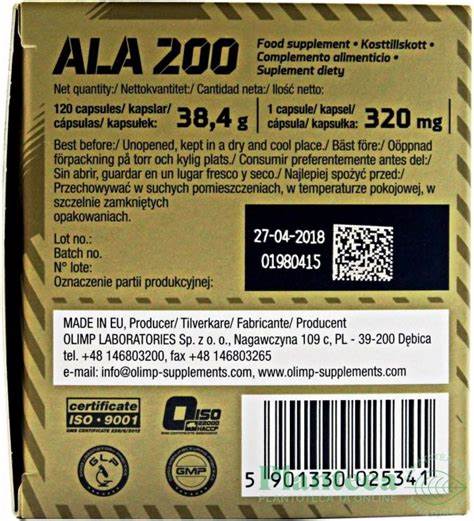 ALA 200
Food supplement • Kosttillskott •
Complemento alimenticio •
Suplement diety
Net quantity:/ Nettokvantitet:/ Cantidad neta:/ Ilość netto:
120 capsules/ kapslar/
cápsulas/ kapsułek:
38,4 g
1 capsule/ kapsel/
cápsula/ kapsułka:
320 mg
Best before:/ Unopened, kept in a dry and cool place./ Bäst före:/ Oöppnad
förpackning på torr och kylig plats./ Consumir preferentemente antes del:/
Sin abrir, guardar en un lugar fresco y seco./ Najlepiej spożyć przed:/
Przechowywać w suchych pomieszczeniach, w temperaturze pokojowej, w
szczelnie zamkniętych
opakowaniach.
Lot no.:
Batch no.
N° lote:
Oznaczenie partii produkcyjnej:
27-04-2018
01980415
MADE IN EU, Producer/ Tilverkare/ Fabricante/ Producent
OLIMP LABORATORIES Sp. z o. o., Nagawczyna 109 c, PL - 39-200 Dębica
tel. +48 146803200, fax +48 146803265
e-mail: info@olimp-supplements.com, www.olimp-supplements.com
certificate
ISO • 9001
ISO
22000
HACCP
GLP
GMP
5 901330 025341
PLANTOTECA TA ONLINE